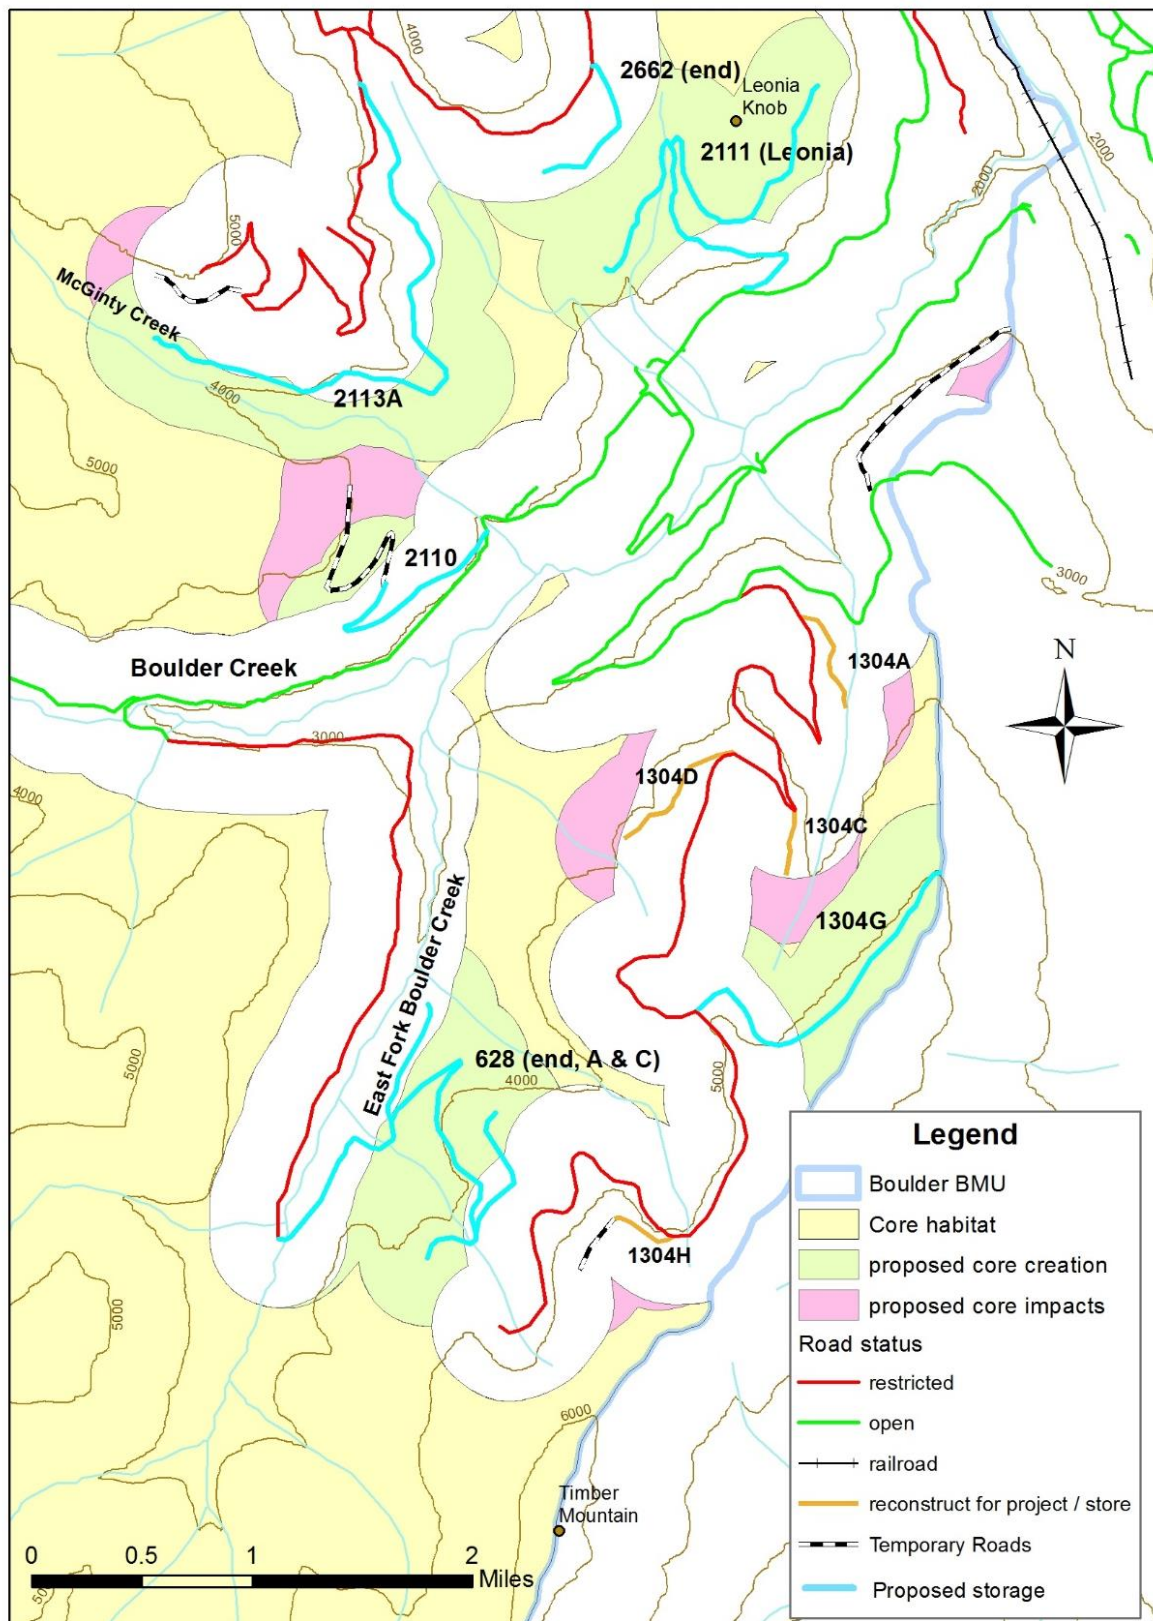 4000
2662 (end)
Leonia
Knob
2111 (Leonia)
2000
2000
5000
McGinty Creek
4000
2113A
5000
2110
3000
Boulder Creek
1304A
N
3000
1304D
4000
1304C
East Fork Boulder Creek
1304G
5000
628 (end, A & C)
4000
5000
1304H
5000
6000
Timber
Mountain
Legend
Boulder BMU
Core habitat
proposed core creation
proposed core impacts
Road status
restricted
open
railroad
reconstruct for project / store
Temporary Roads
Proposed storage
0 0.5 1 2
Miles